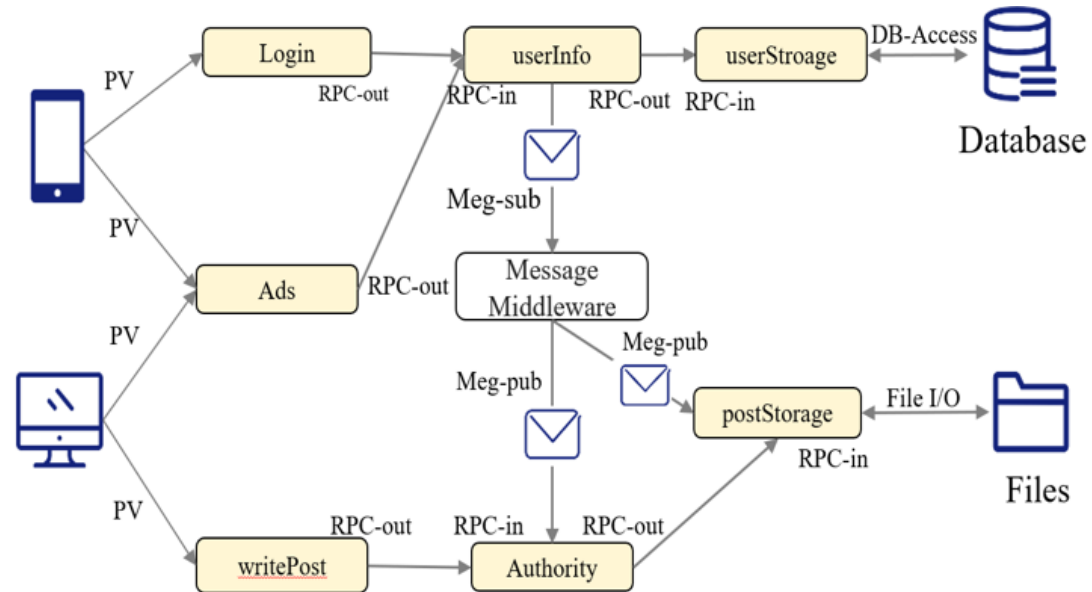 Login
userInfo
userStroage
DB-Access
PV
RPC-out
RPC-in
RPC-out
RPC-in
Database
Meg-sub
PV
Ads
RPC-out
Message
Middleware
PV
Meg-pub
Meg-pub
postStorage
File I/O
RPC-in
Files
PV
RPC-out
RPC-in
RPC-out
writePost
Authority